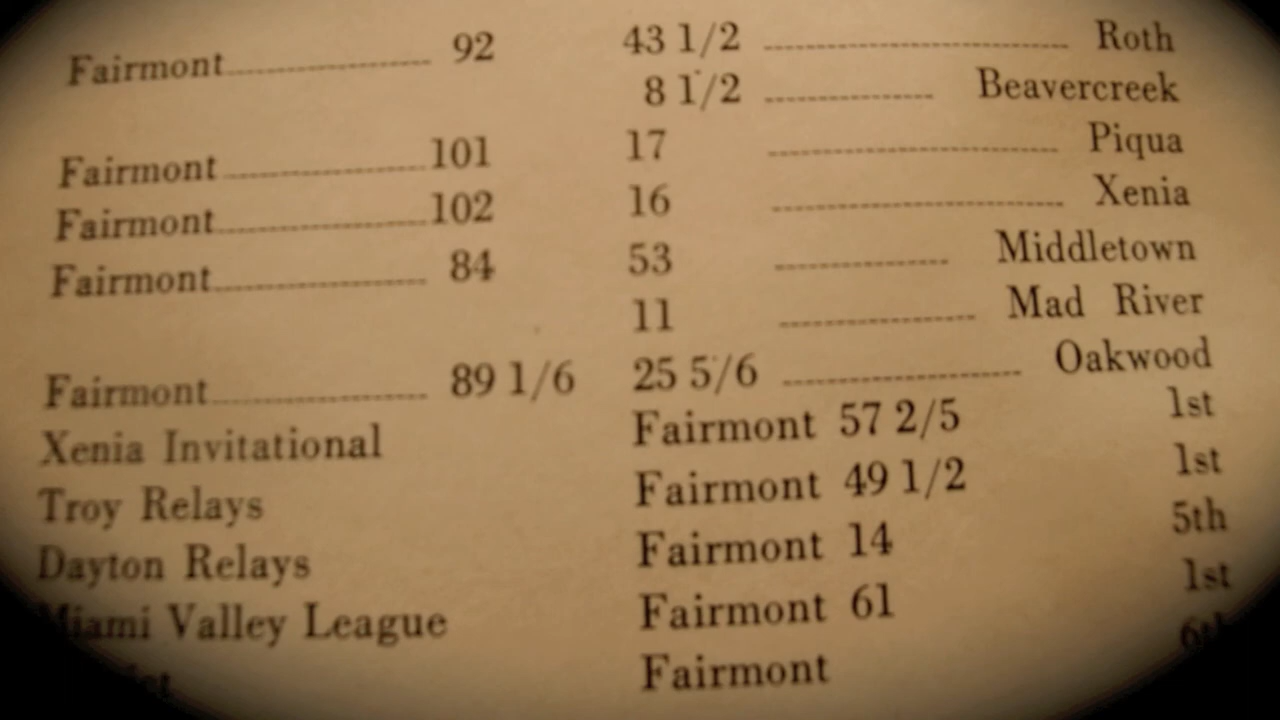 Fairmont 92 43 1/2 Roth
8 1/2 Beavercreek
Fairmont 101 17 Piqua
Fairmont 102 16 Xenia
Fairmont 84 53 Middletown
11 Mad River
Fairmont 89 1/6 25 5/6 Oakwood
Xenia Invitational Fairmont 57 2/5 1st
Troy Relays Fairmont 49 1/2 1st
Dayton Relays Fairmont 14 5th
Miami Valley League Fairmont 61 1st
Fairmont 6th